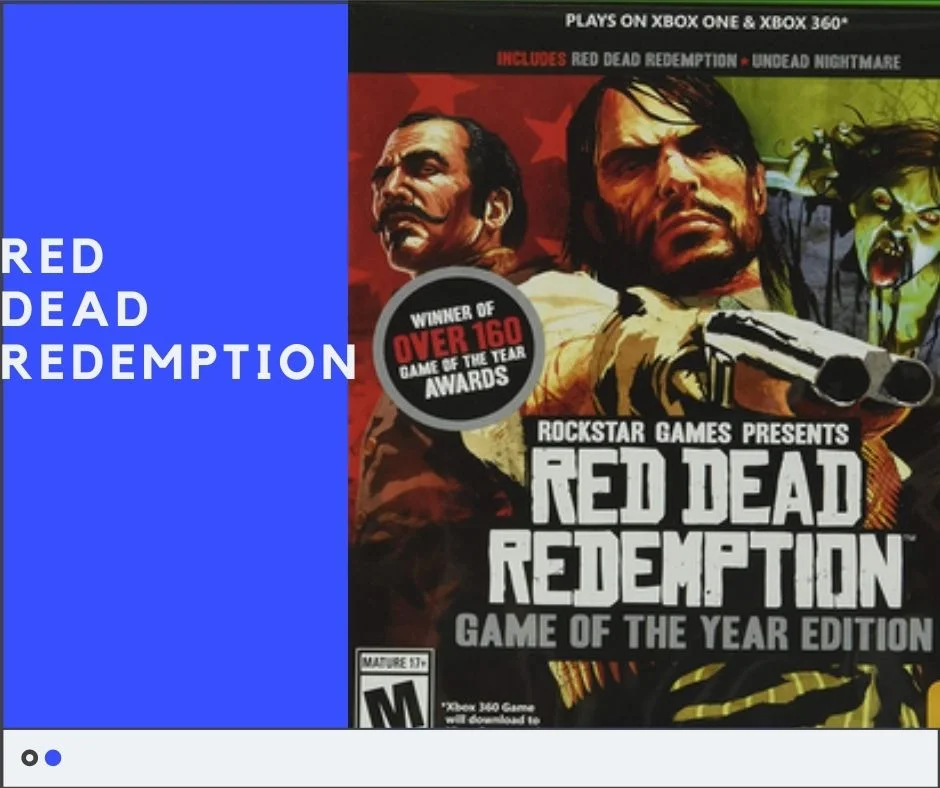 RED
DEAD
REDEMPTION
PLAYS ON XBOX ONE & XBOX 360*
INCLUDES RED DEAD REDEMPTION ★ UNDEAD NIGHTMARE
WINNER OF
OVER 160
GAME OF THE YEAR
AWARDS
ROCKSTAR GAMES PRESENTS
RED DEAD
REDEMPTION™
GAME OF THE YEAR EDITION
MATURE 17+
M
*Xbox 360 Game
will download to